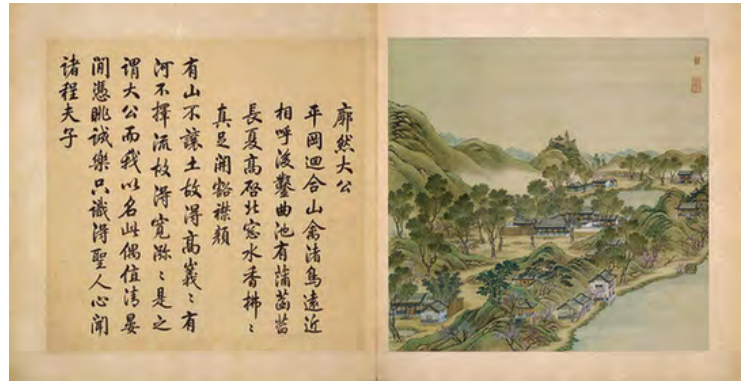 廓然大公
平岡迴合山禽渚鳥遠近
相呼後鑿曲池有蒲菡萏
長夏高啟北窓水香拂〻
真足開豁襟顏
有山不讓土故得高嶬〻有
河不擇流故得寬瀰〻是之
謂大公而我以名此偶值清晏
閒憑眺誠樂只識得聖人心聞
諸程夫子